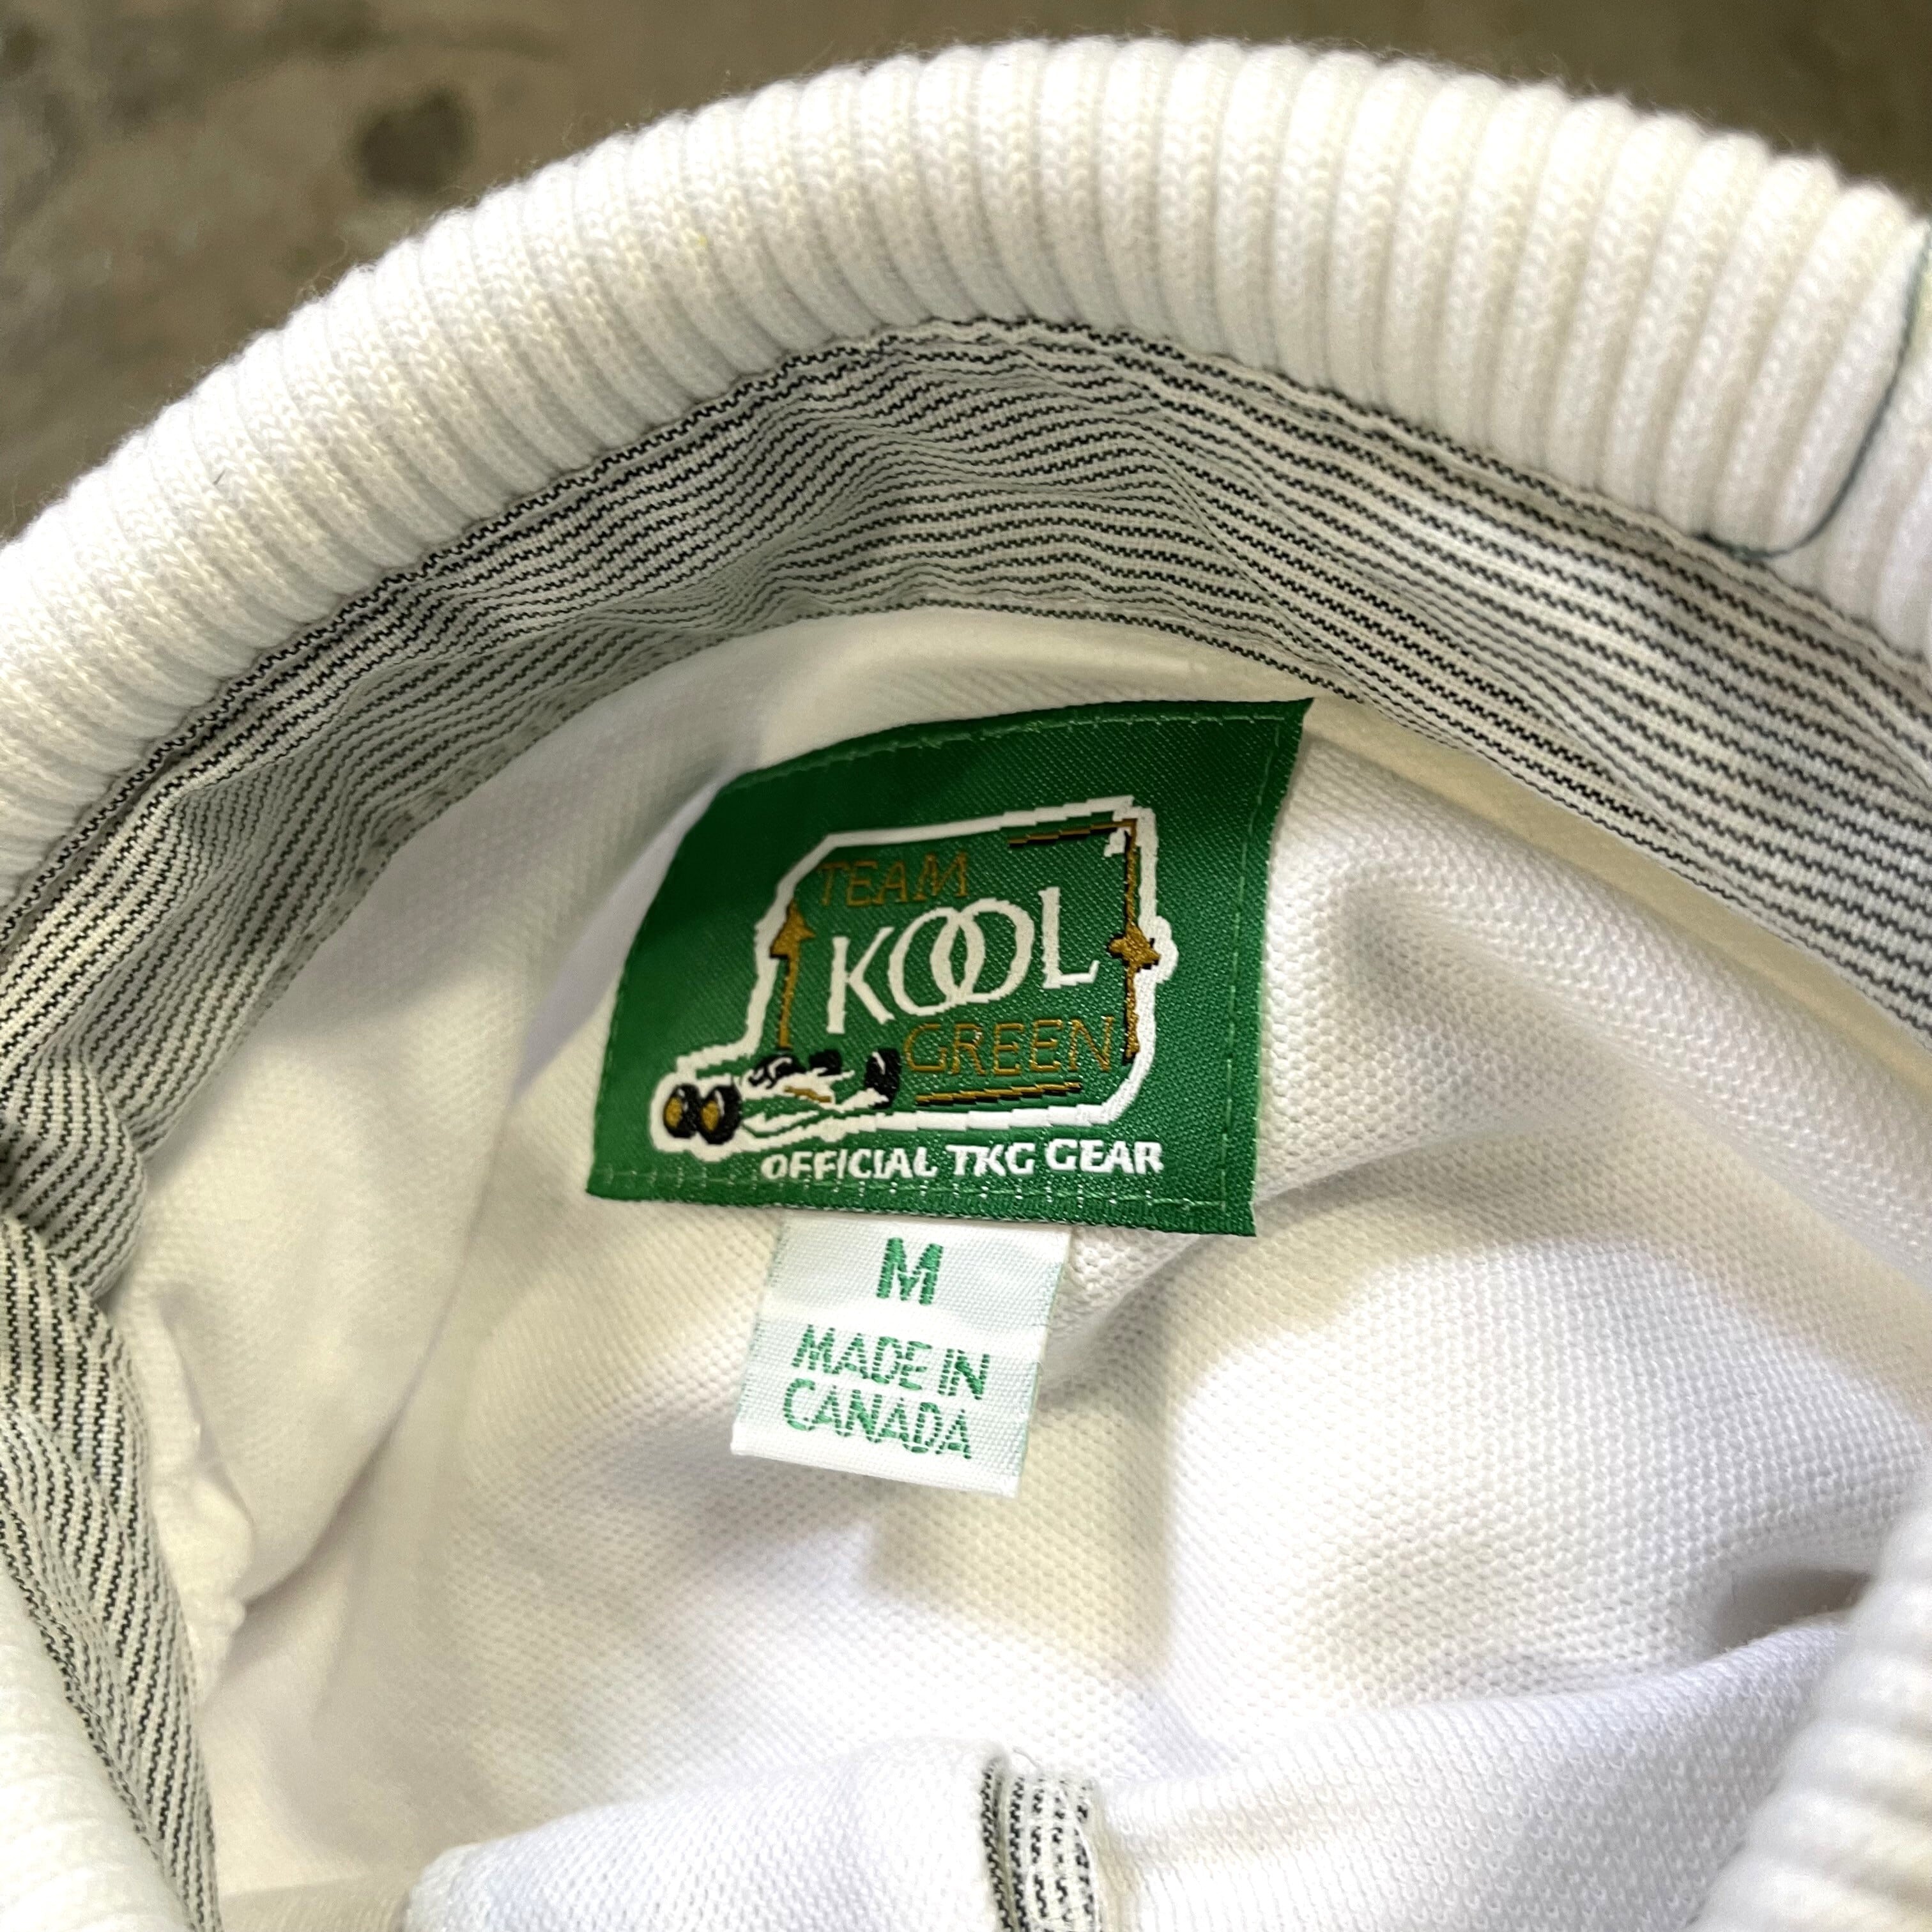 TEAM
KOOL
GREEN
OFFICIAL TKG GEAR
M
MADE IN
CANADA